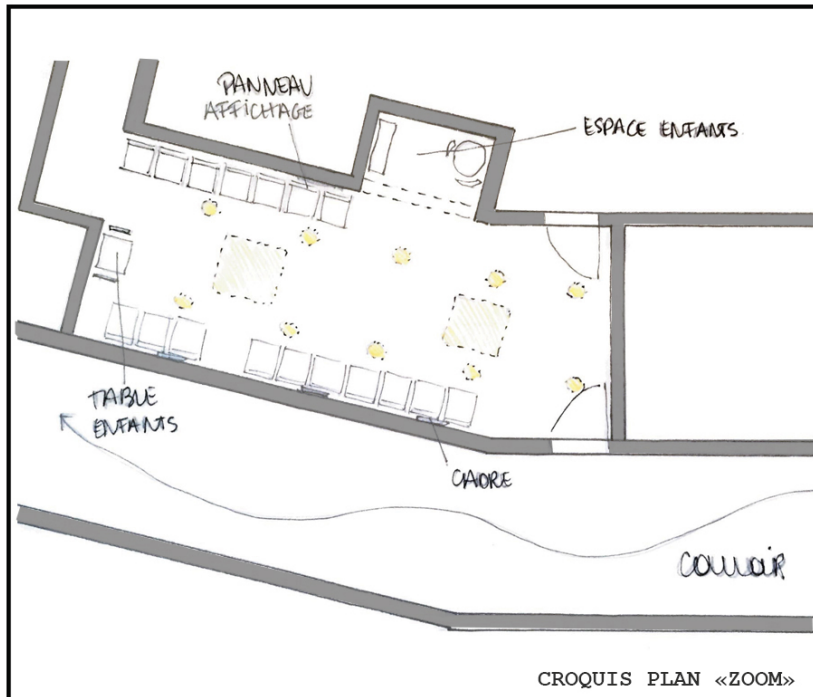 PANNEAU
AFFICHAGE
ESPACE ENFANTS
TABLE
ENFANTS
CADRE
COULOIR
CROQUIS PLAN «ZOOM»